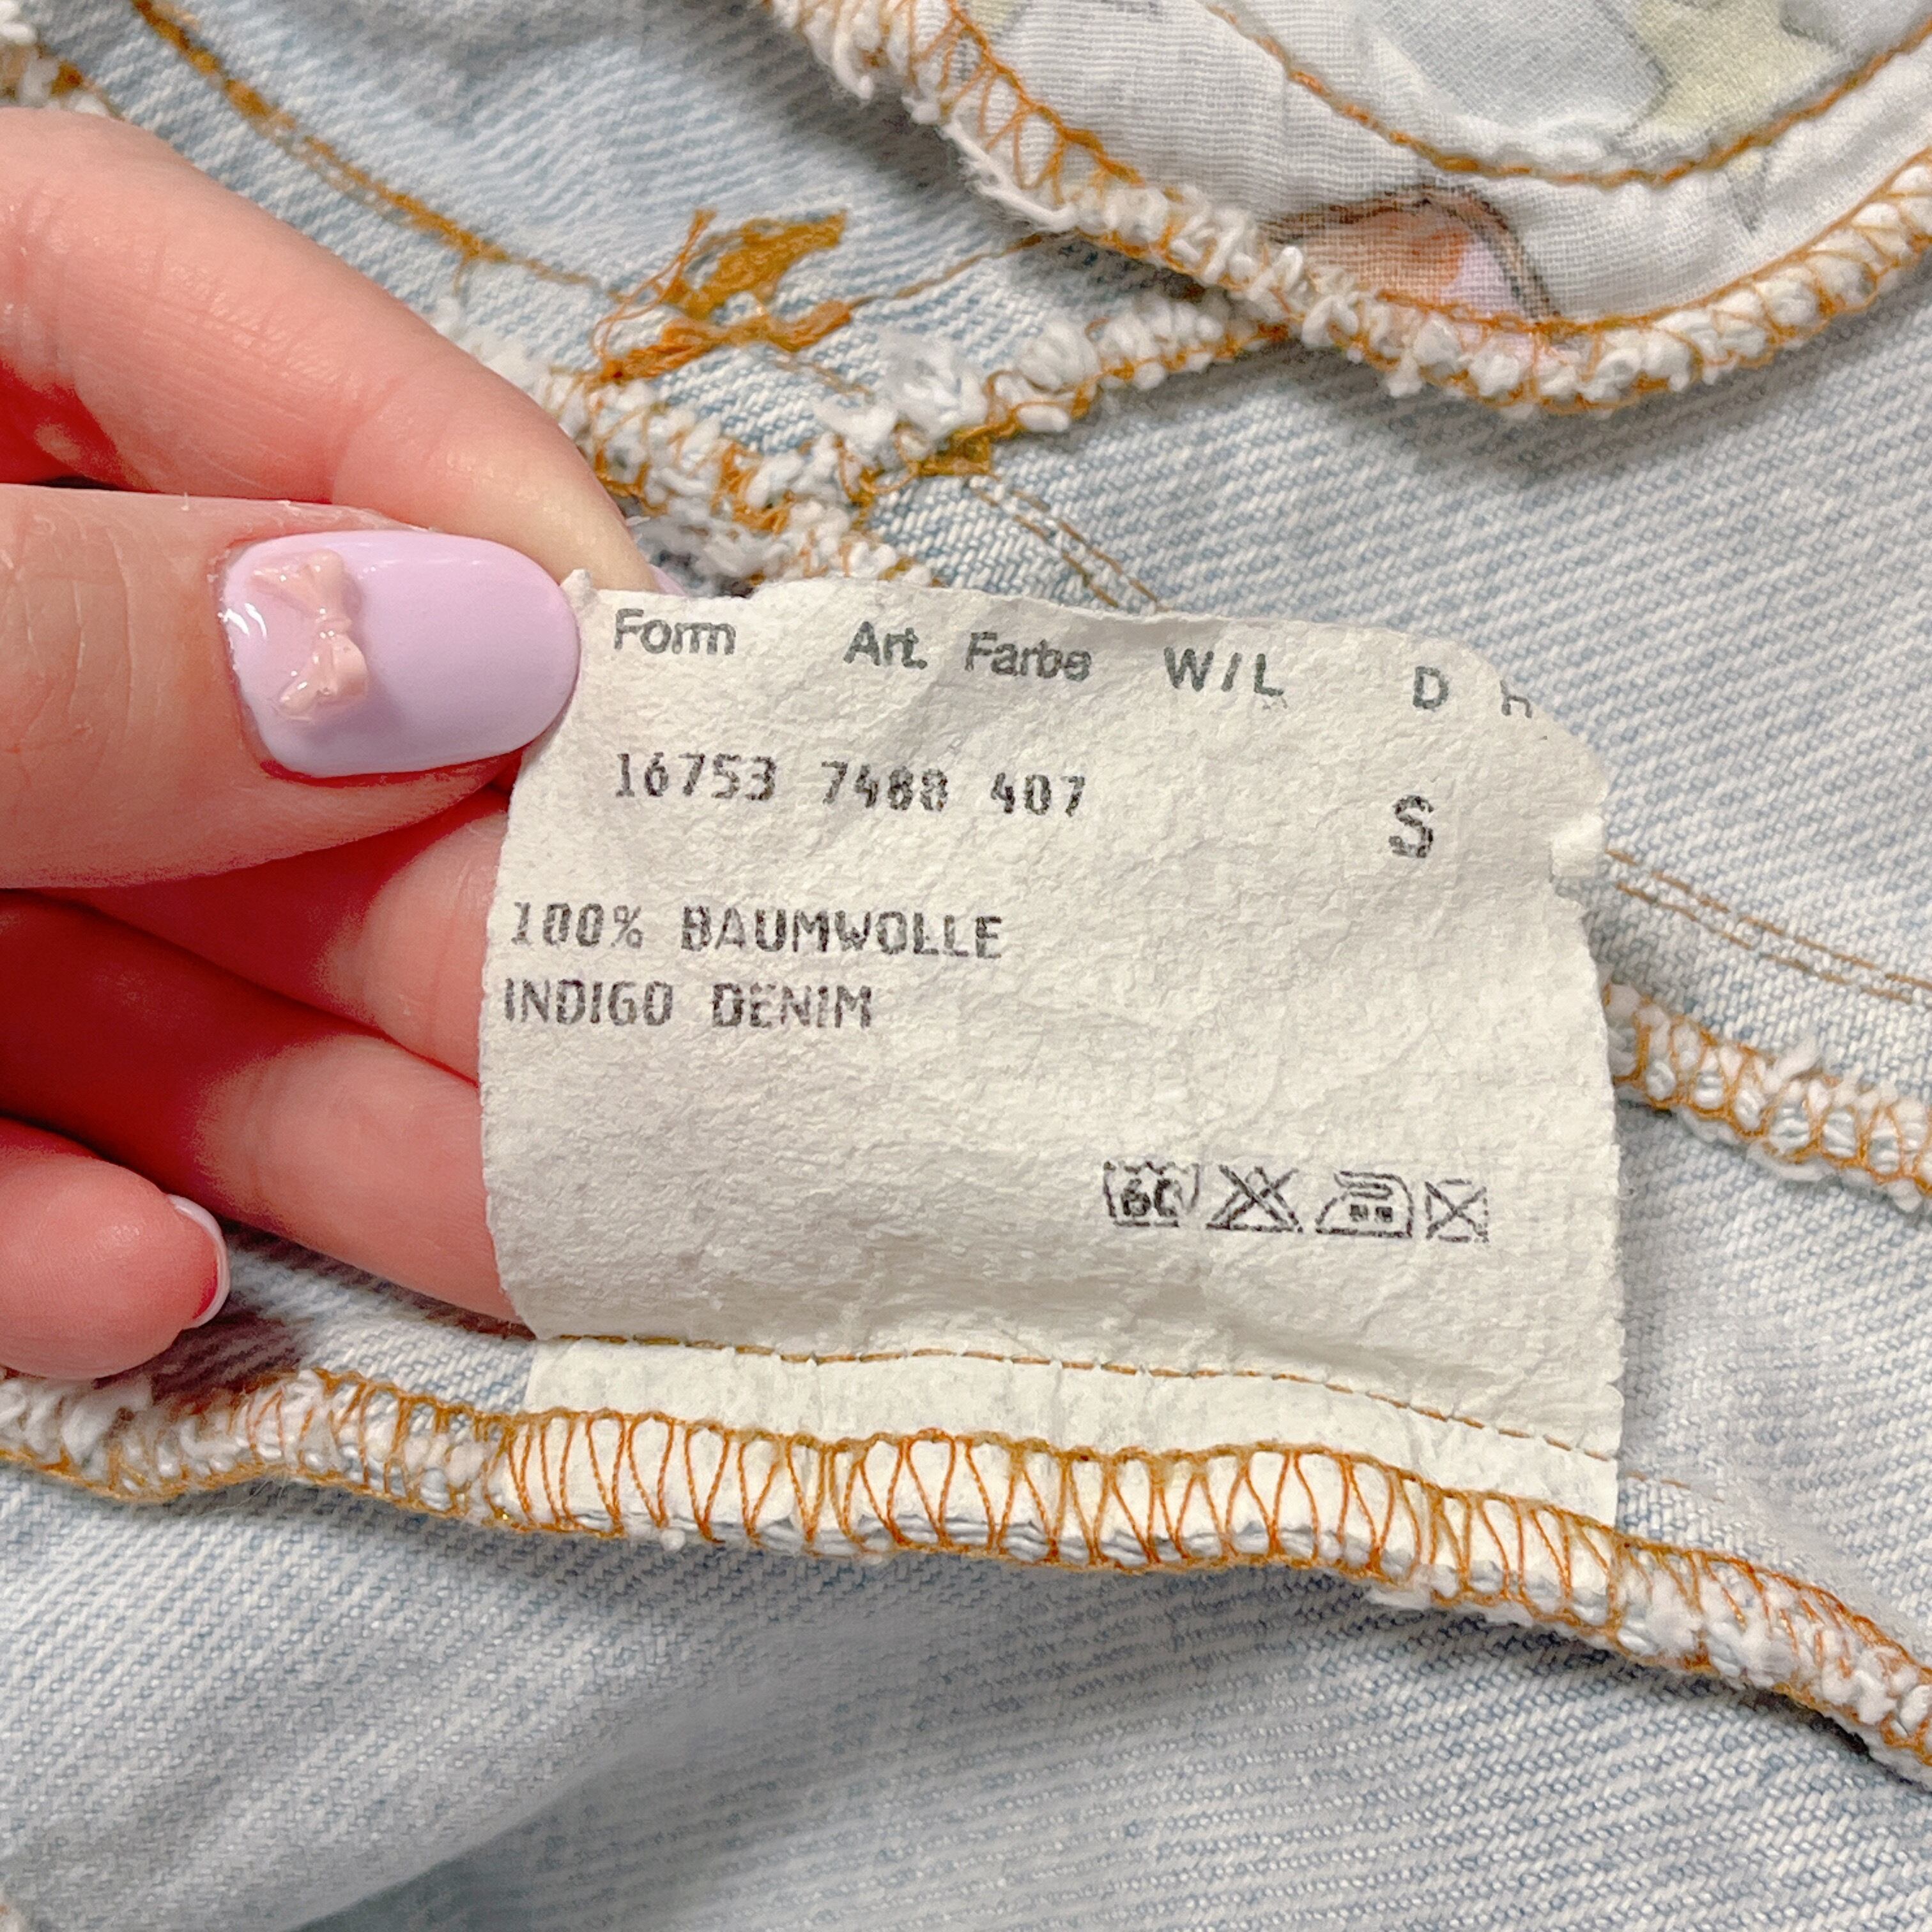 Form Art. Farbe W/L D H
16753 7488 407 S
100% BAUMWOLLE
INDIGO DENIM
60